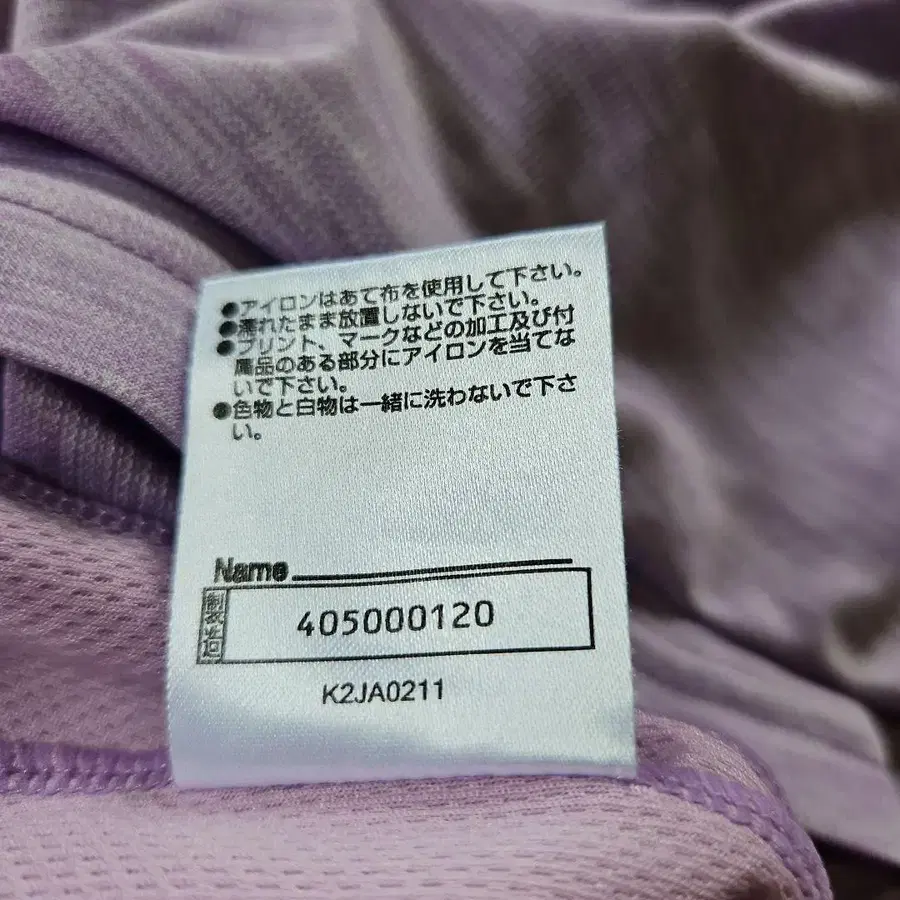 ●アイロンはあて布を使用して下さい。
●濡れたまま放置しないで下さい。
●プリント、マークなどの加工及び付
属品のある部分にアイロンを当てな
いで下さい。
●色物と白物は一緒に洗わないで下さ
い。
Name
製造 405000120
K2JA0211